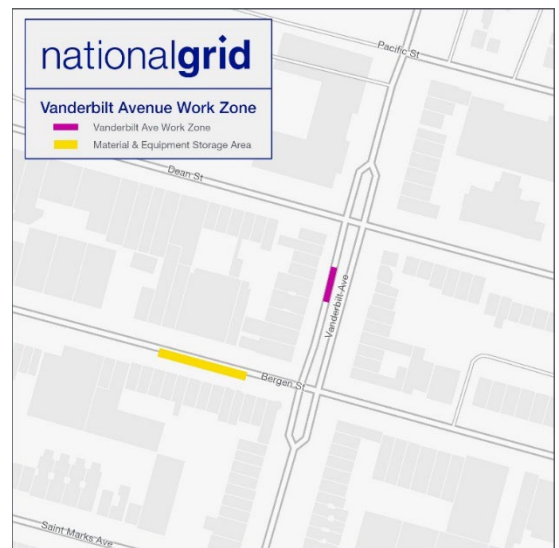 nationalgrid
Vanderbilt Avenue Work Zone
Vanderbilt Ave Work Zone
Material & Equipment Storage Area
Pacific St
Dean St
Vanderbilt Ave
Bergen St
Saint Marks Ave